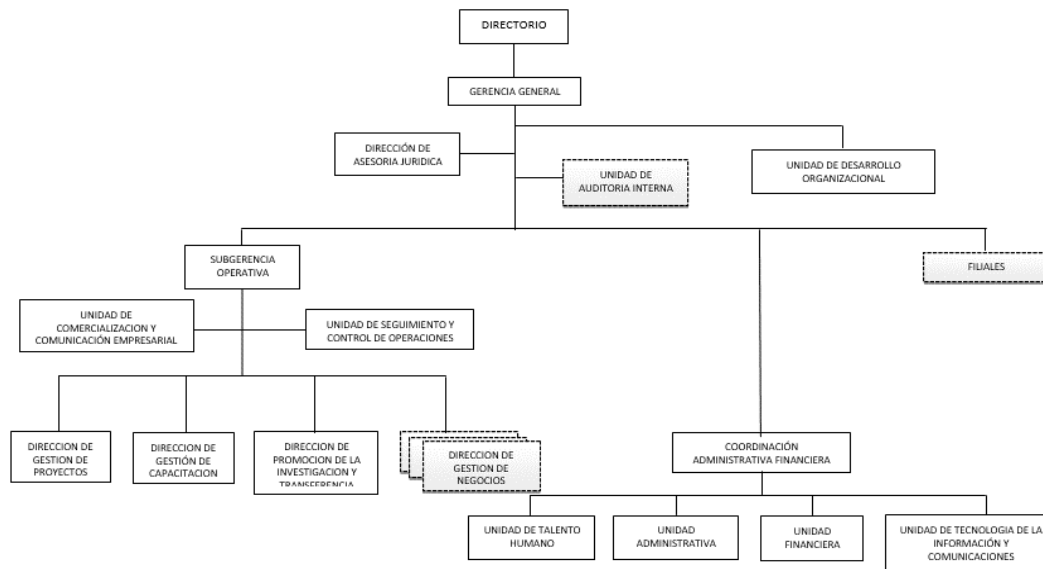 DIRECTORIO
GERENCIA GENERAL
DIRECCIÓN DE
ASESORIA JURIDICA
UNIDAD DE
AUDITORIA INTERNA
UNIDAD DE DESARROLLO
ORGANIZACIONAL
SUBGERENCIA
OPERATIVA
FILIALES
UNIDAD DE
COMERCIALIZACION Y
COMUNICACIÓN EMPRESARIAL
UNIDAD DE SEGUIMIENTO Y
CONTROL DE OPERACIONES
DIRECCION DE
GESTION DE
PROYECTOS
DIRECCION DE
GESTIÓN DE
CAPACITACION
DIRECCION DE
PROMOCION DE LA
INVESTIGACION Y
TRANSFERENCIA
DIRECCION DE
GESTION DE
NEGOCIOS
COORDINACIÓN
ADMINISTRATIVA FINANCIERA
UNIDAD DE TALENTO
HUMANO
UNIDAD
ADMINISTRATIVA
UNIDAD
FINANCIERA
UNIDAD DE TECNOLOGIA DE LA
INFORMACIÓN Y
COMUNICACIONES